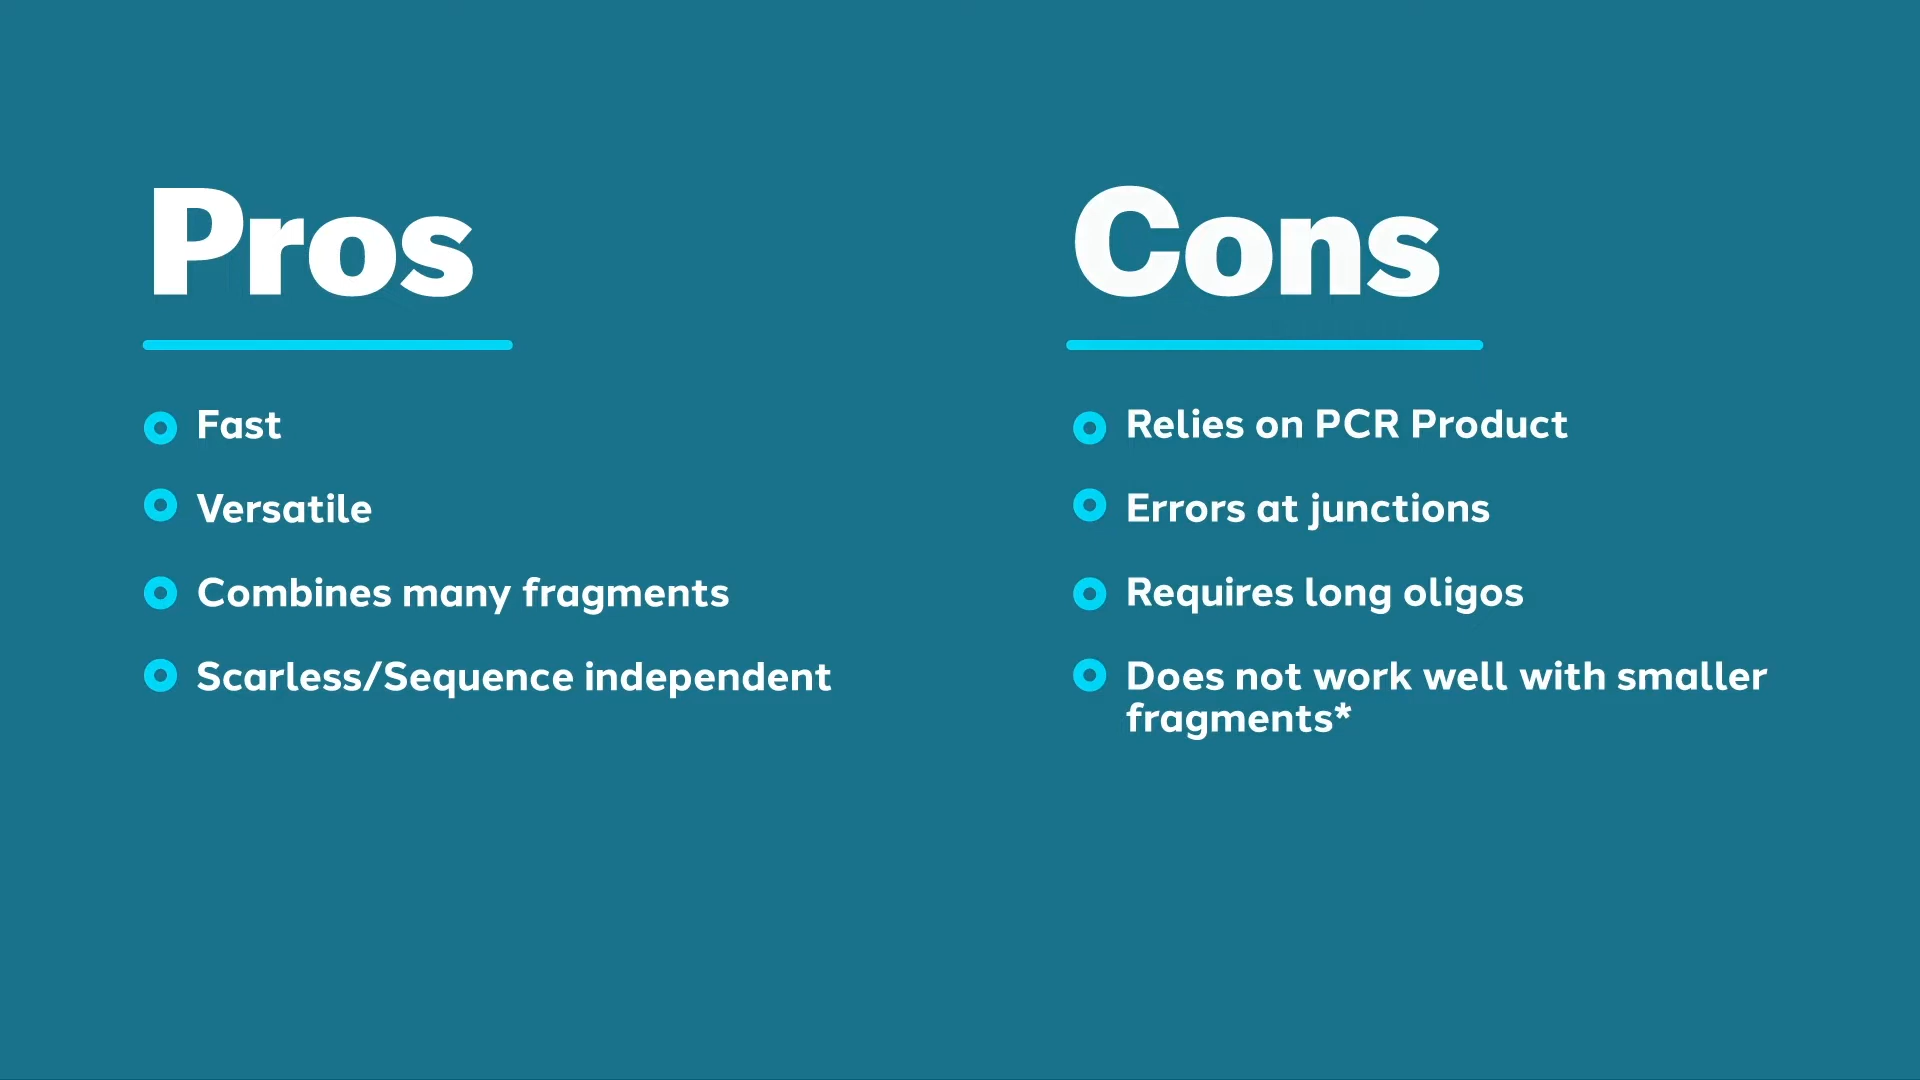 Pros
Fast
Versatile
Combines many fragments
Scarless/Sequence independent
Cons
Relies on PCR Product
Errors at junctions
Requires long oligos
Does not work well with smaller
fragments*